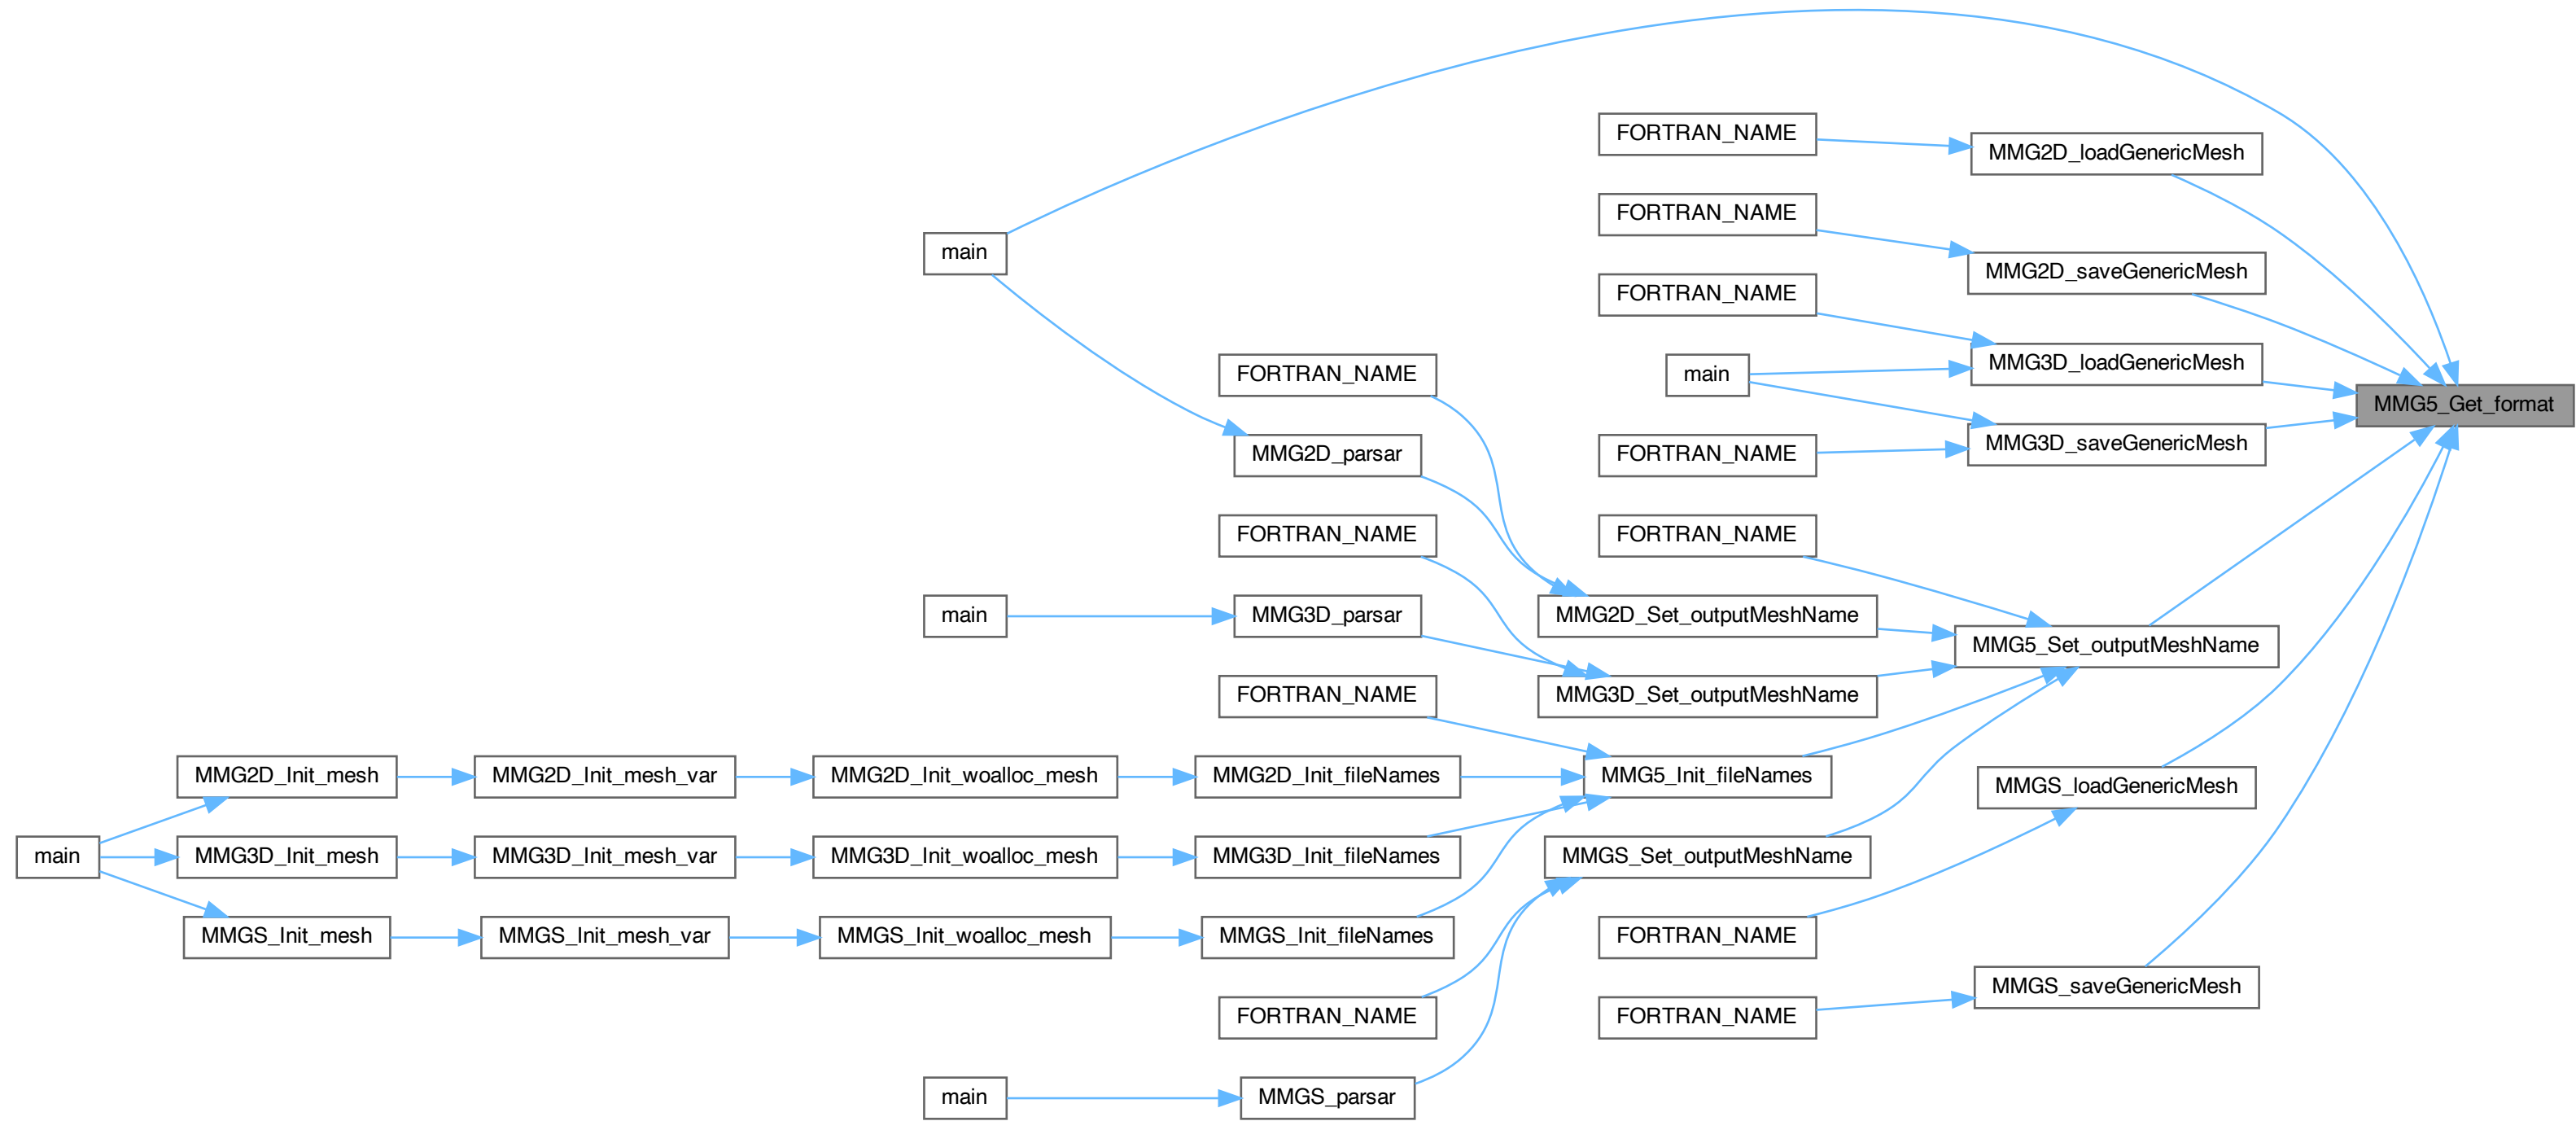 FORTRAN_NAME
MMG2D_loadGenericMesh
FORTRAN_NAME
main
MMG2D_saveGenericMesh
FORTRAN_NAME
MMG3D_loadGenericMesh
FORTRAN_NAME
main
MMG5_Get_format
MMG3D_saveGenericMesh
MMG2D_parsar
FORTRAN_NAME
FORTRAN_NAME
FORTRAN_NAME
main
MMG3D_parsar
MMG2D_Set_outputMeshName
MMG5_Set_outputMeshName
FORTRAN_NAME
MMG3D_Set_outputMeshName
MMG2D_Init_mesh
MMG2D_Init_mesh_var
MMG2D_Init_woalloc_mesh
MMG2D_Init_fileNames
MMG5_Init_fileNames
MMGS_loadGenericMesh
main
MMG3D_Init_mesh
MMG3D_Init_mesh_var
MMG3D_Init_woalloc_mesh
MMG3D_Init_fileNames
MMGS_Set_outputMeshName
MMGS_Init_mesh
MMGS_Init_mesh_var
MMGS_Init_woalloc_mesh
MMGS_Init_fileNames
FORTRAN_NAME
MMGS_saveGenericMesh
FORTRAN_NAME
FORTRAN_NAME
main
MMGS_parsar